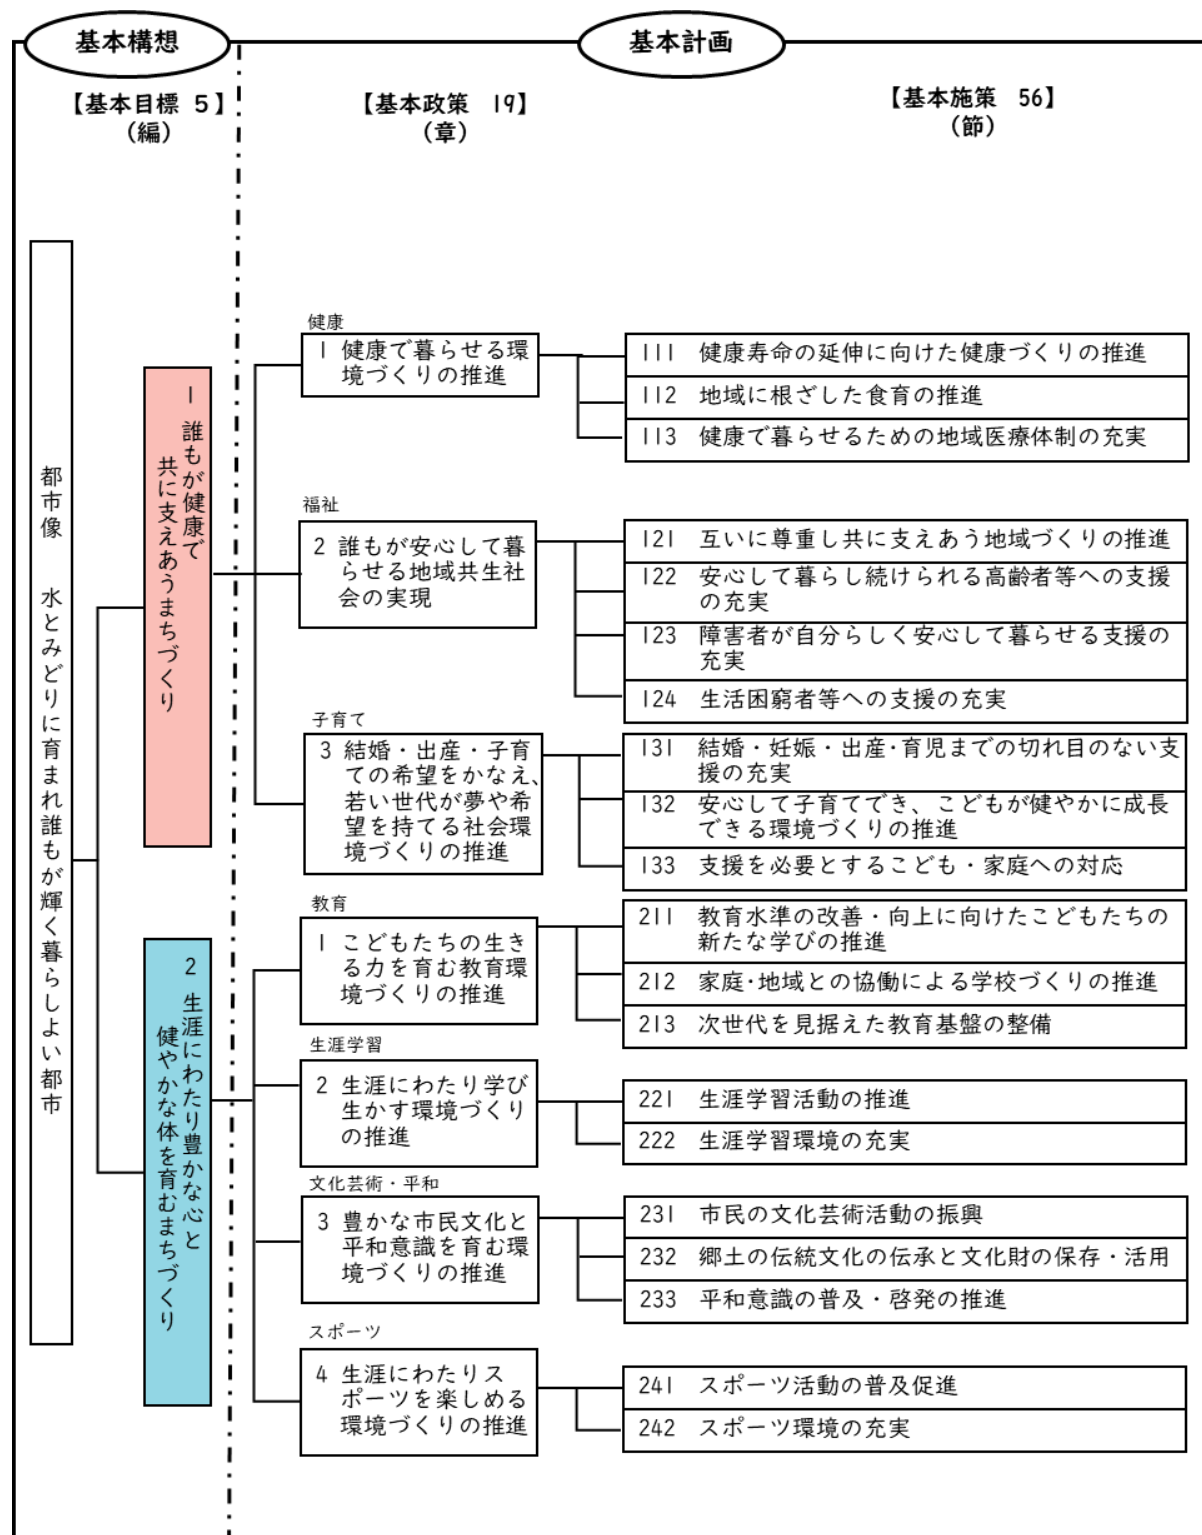 基本構想
基本計画
【基本目標 5】
（編）
【基本政策　19】
（章）
【基本施策　56】
（節）
都市像　水とみどりに育まれ誰もが輝く暮らしよい都市
1 誰もが健康で
共に支えあうまちづくり
健康
1 健康で暮らせる環
境づくりの推進
111 健康寿命の延伸に向けた健康づくりの推進
112 地域に根ざした食育の推進
113 健康で暮らせるための地域医療体制の充実
福祉
2 誰もが安心して暮
らせる地域共生社
会の実現
121 互いに尊重し共に支えあう地域づくりの推進
122 安心して暮らし続けられる高齢者等への支援
の充実
123 障害者が自分らしく安心して暮らせる支援の
充実
124 生活困窮者等への支援の充実
子育て
3 結婚・出産・子育
ての希望をかなえ、
若い世代が夢や希
望を持てる社会環
境づくりの推進
131 結婚・妊娠・出産・育児までの切れ目のない支
援の充実
132 安心して子育てでき、こどもが健やかに成長
できる環境づくりの推進
133 支援を必要とするこども・家庭への対応
2 生涯にわたり豊かな心と
健やかな体を育むまちづくり
教育
1 こどもたちの生き
る力を育む教育環
境づくりの推進
211 教育水準の改善・向上に向けたこどもたちの
新たな学びの推進
212 家庭・地域との協働による学校づくりの推進
213 次世代を見据えた教育基盤の整備
生涯学習
2 生涯にわたり学び
生かす環境づくり
の推進
221 生涯学習活動の推進
222 生涯学習環境の充実
文化芸術・平和
3 豊かな市民文化と
平和意識を育む環
境づくりの推進
231 市民の文化芸術活動の振興
232 郷土の伝統文化の伝承と文化財の保存・活用
233 平和意識の普及・啓発の推進
スポーツ
4 生涯にわたりス
ポーツを楽しめる
環境づくりの推進
241 スポーツ活動の普及促進
242 スポーツ環境の充実